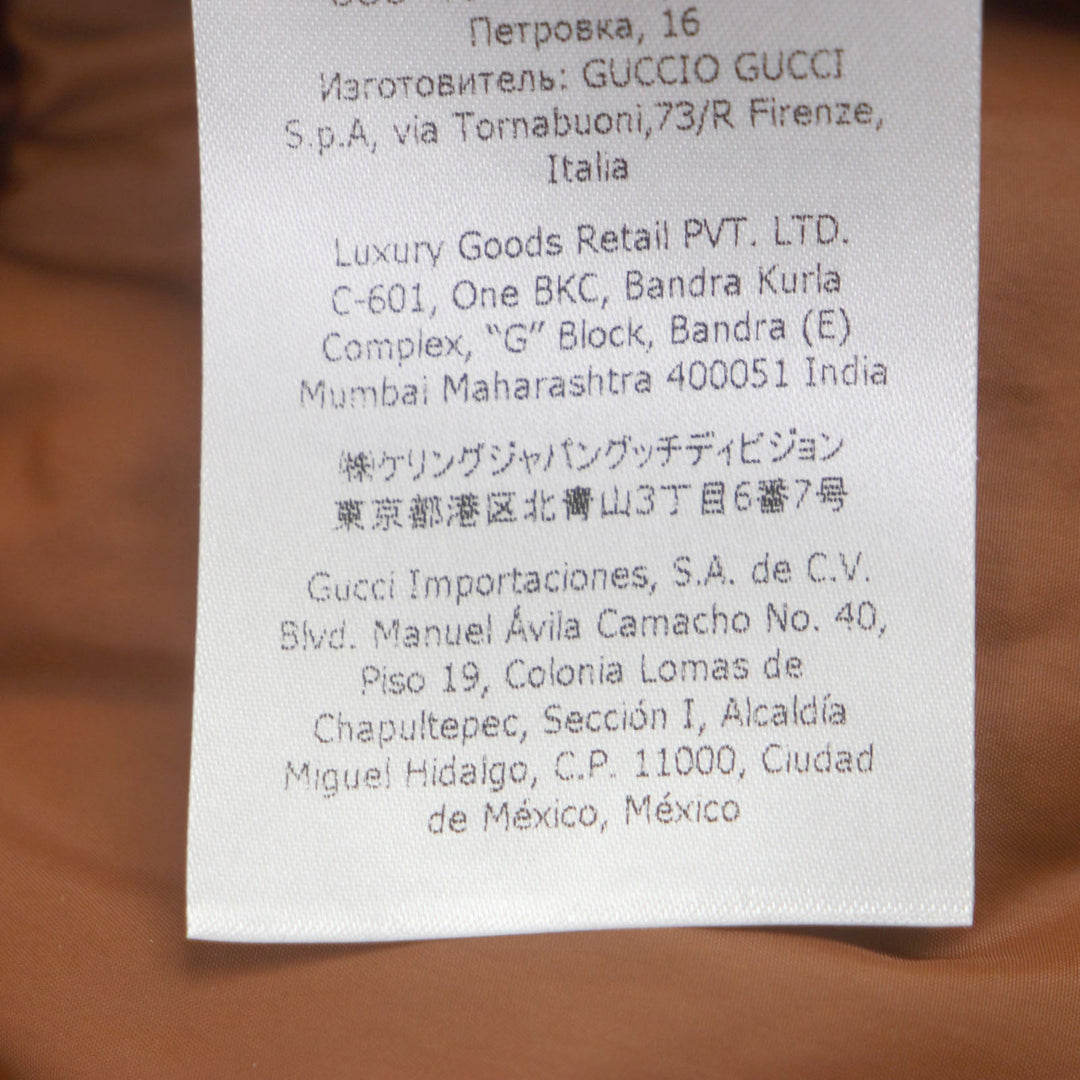 Петровка, 16
Изготовитель: GUCCIO GUCCI
S.p.A, via Tornabuoni,73/R Firenze,
Italia
Luxury Goods Retail PVT. LTD.
C-601, One BKC, Bandra Kurla
Complex, “G” Block, Bandra (E)
Mumbai Maharashtra 400051 India
㈱ケリングジャパングッチディビジョン
東京都港区北青山3丁目6番7号
Gucci Importaciones, S.A. de C.V.
Blvd. Manuel Ávila Camacho No. 40,
Piso 19, Colonia Lomas de
Chapultepec, Sección I, Alcaldía
Miguel Hidalgo, C.P. 11000, Ciudad
de México, México